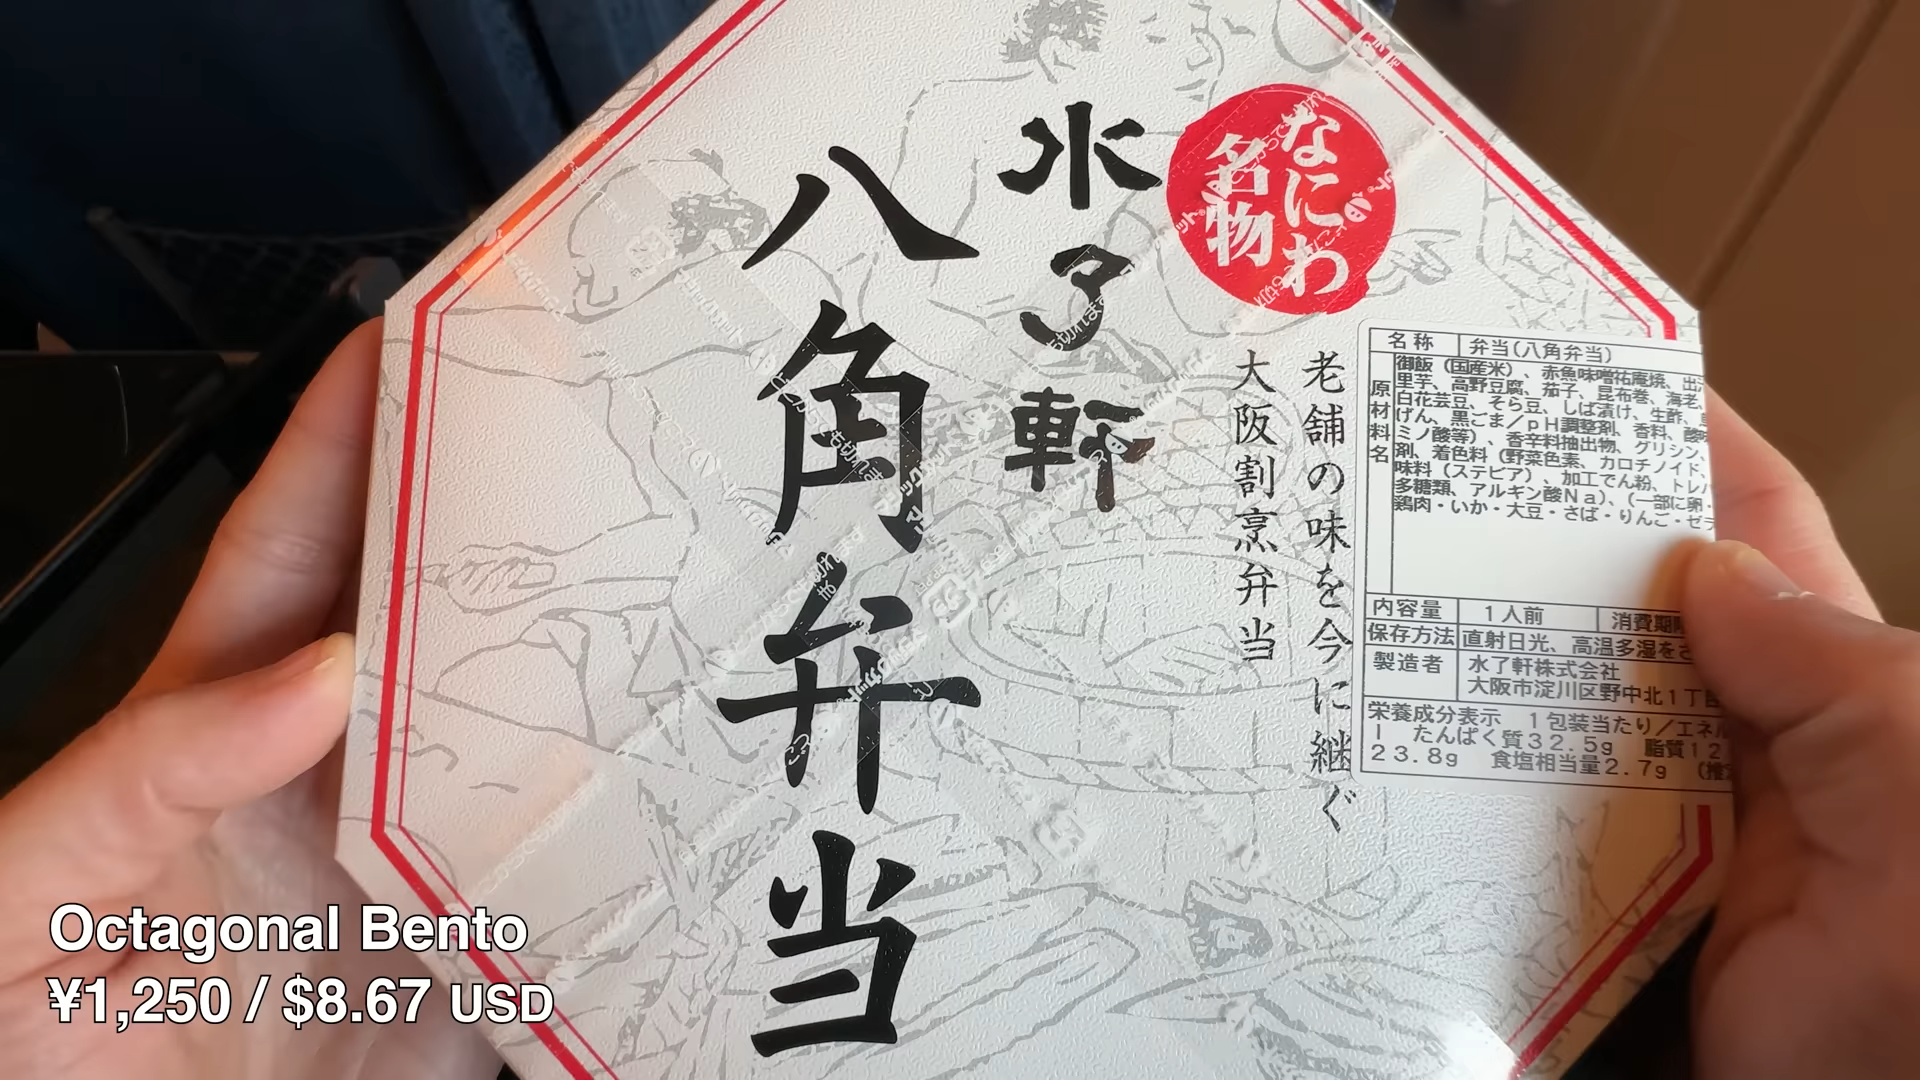 なにわ
名物
水了軒
八角弁当
老舗の味を今に継ぐ
大阪割烹弁当
名称 弁当(八角弁当)
原材料名
御飯(国産米)、赤魚味噌祐庵焼、出
里芋、高野豆腐、茄子、昆布巻、海老、
白花芸豆、そら豆、しば漬け、生酢、
げん、黒ごま/pH調整剤、香料、酸味
ミノ酸等)、香辛料抽出物、グリシン、
剤、着色料(野菜色素、カロチノイド、
味料(ステビア)、加工でん粉、トレハ
多糖類、アルギン酸Na)、(一部に卵・
鶏肉・いか・大豆・さば・りんご・ゼラ
内容量 1人前 消費期限
保存方法 直射日光、高温多湿をさ
製造者 水了軒株式会社
大阪市淀川区野中北1丁目
栄養成分表示 1包装当たり/エネル
たんぱく質32.5g 脂質12
23.8g 食塩相当量2.7g (推定
Octagonal Bento
¥1,250 / $8.67 USD